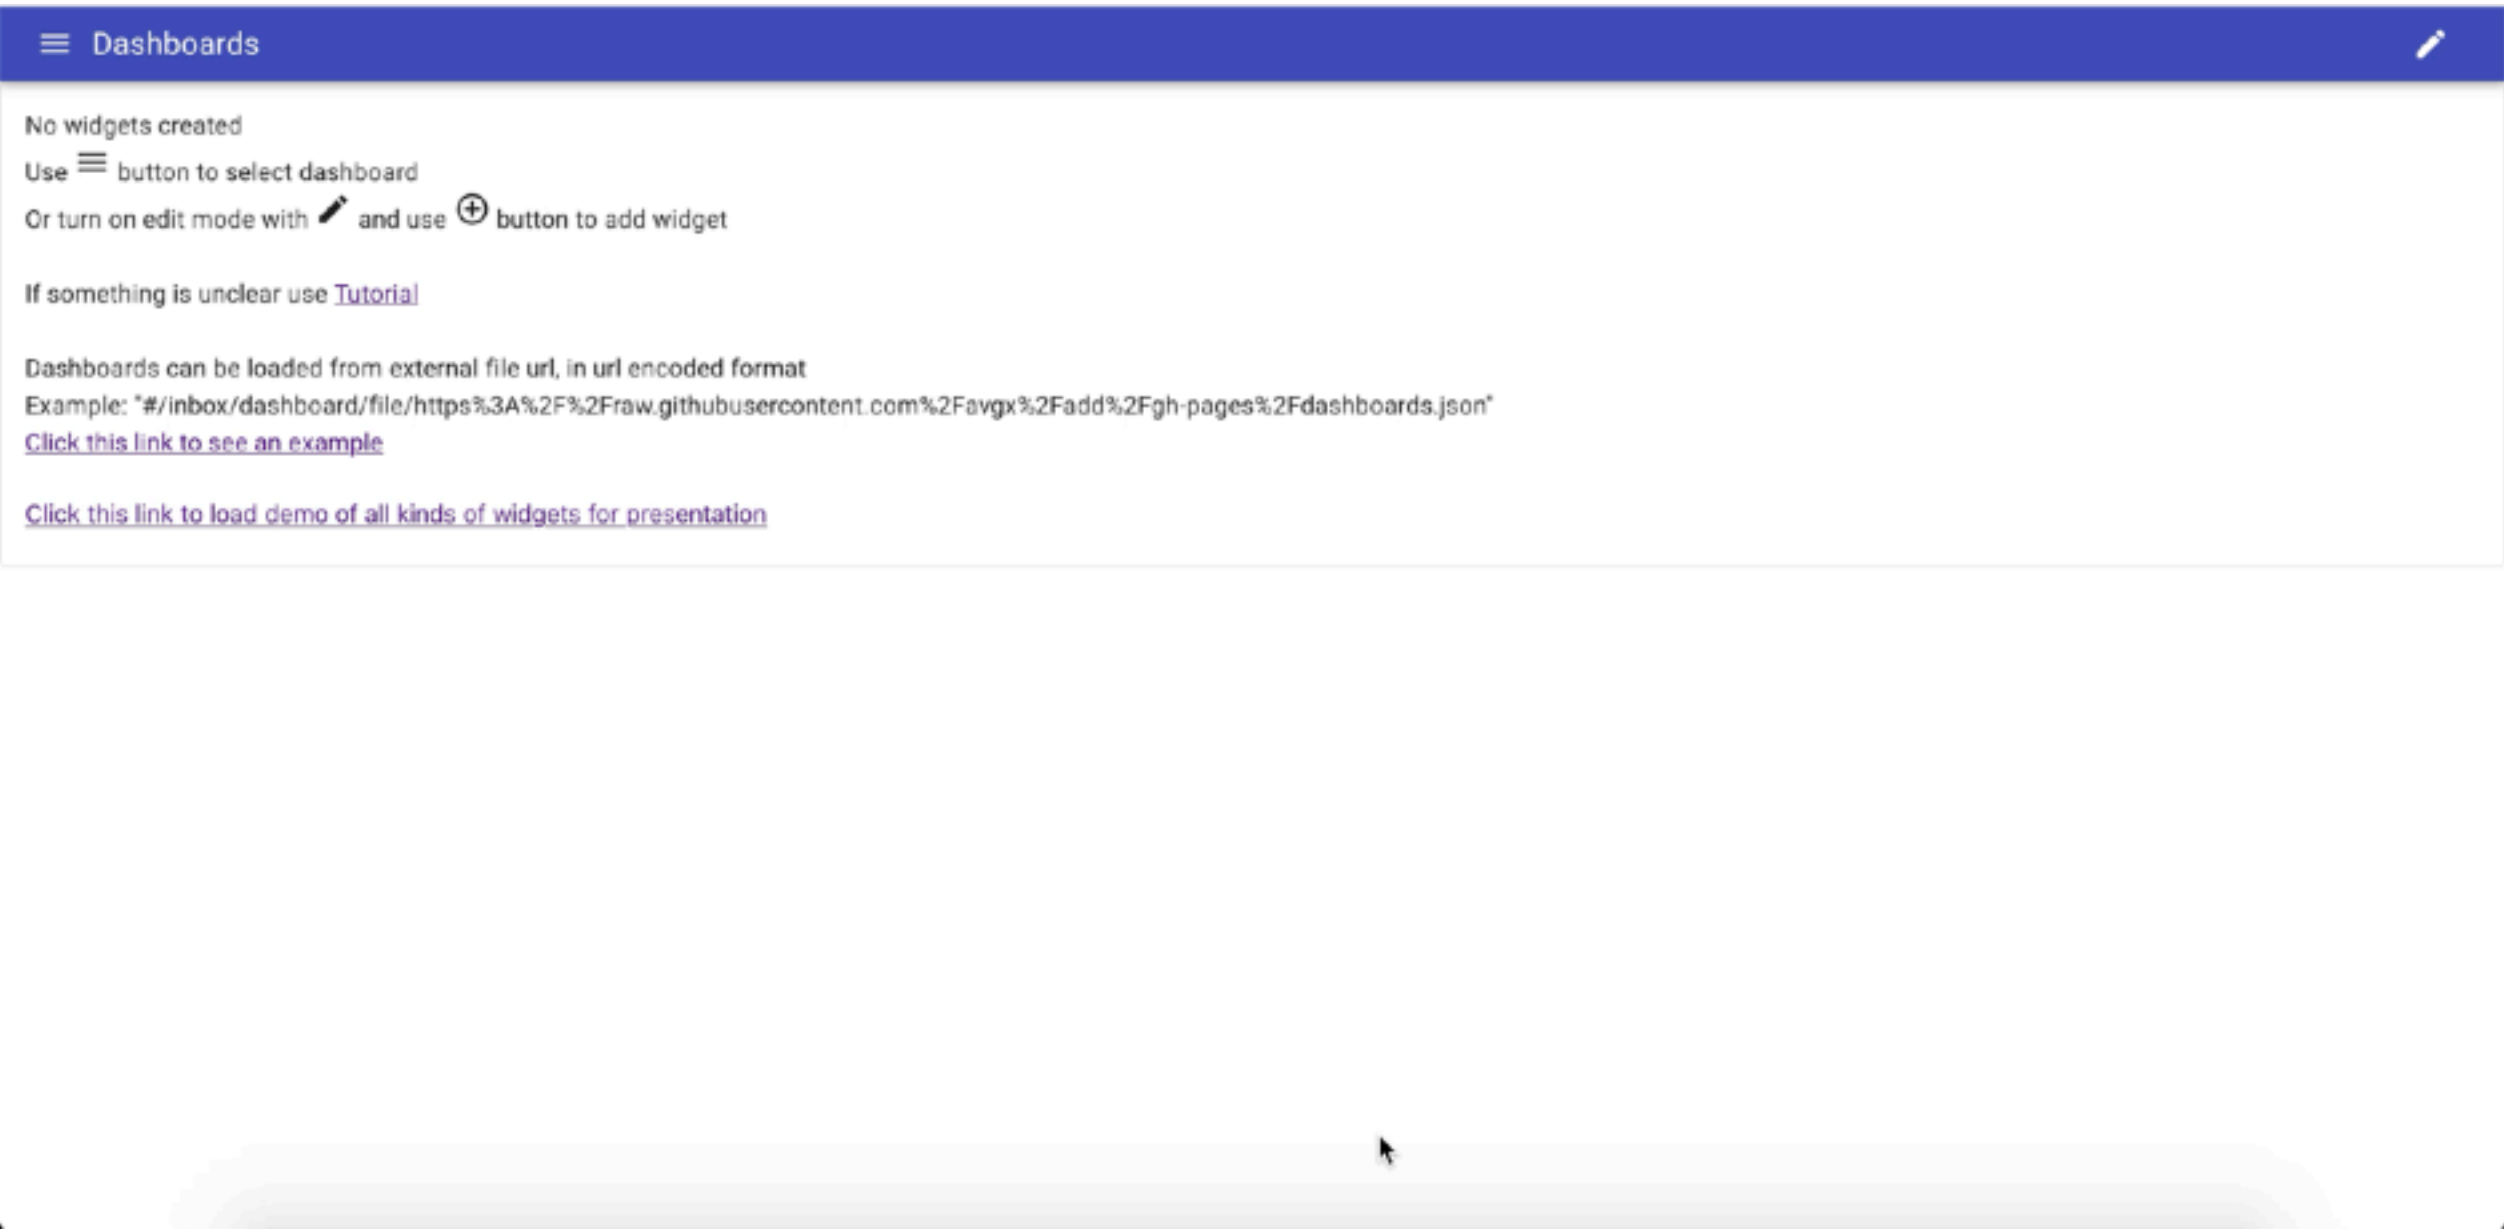 Dashboards
No widgets created
Use button to select dashboard
Or turn on edit mode with and use button to add widget
If something is unclear use Tutorial
Dashboards can be loaded from external file url, in url encoded format
Example: "#/inbox/dashboard/file/https%3A%2F%2Fraw.githubusercontent.com%2Favgx%2Fadd%2Fgh-pages%2Fdashboards.json"
Click this link to see an example
Click this link to load demo of all kinds of widgets for presentation